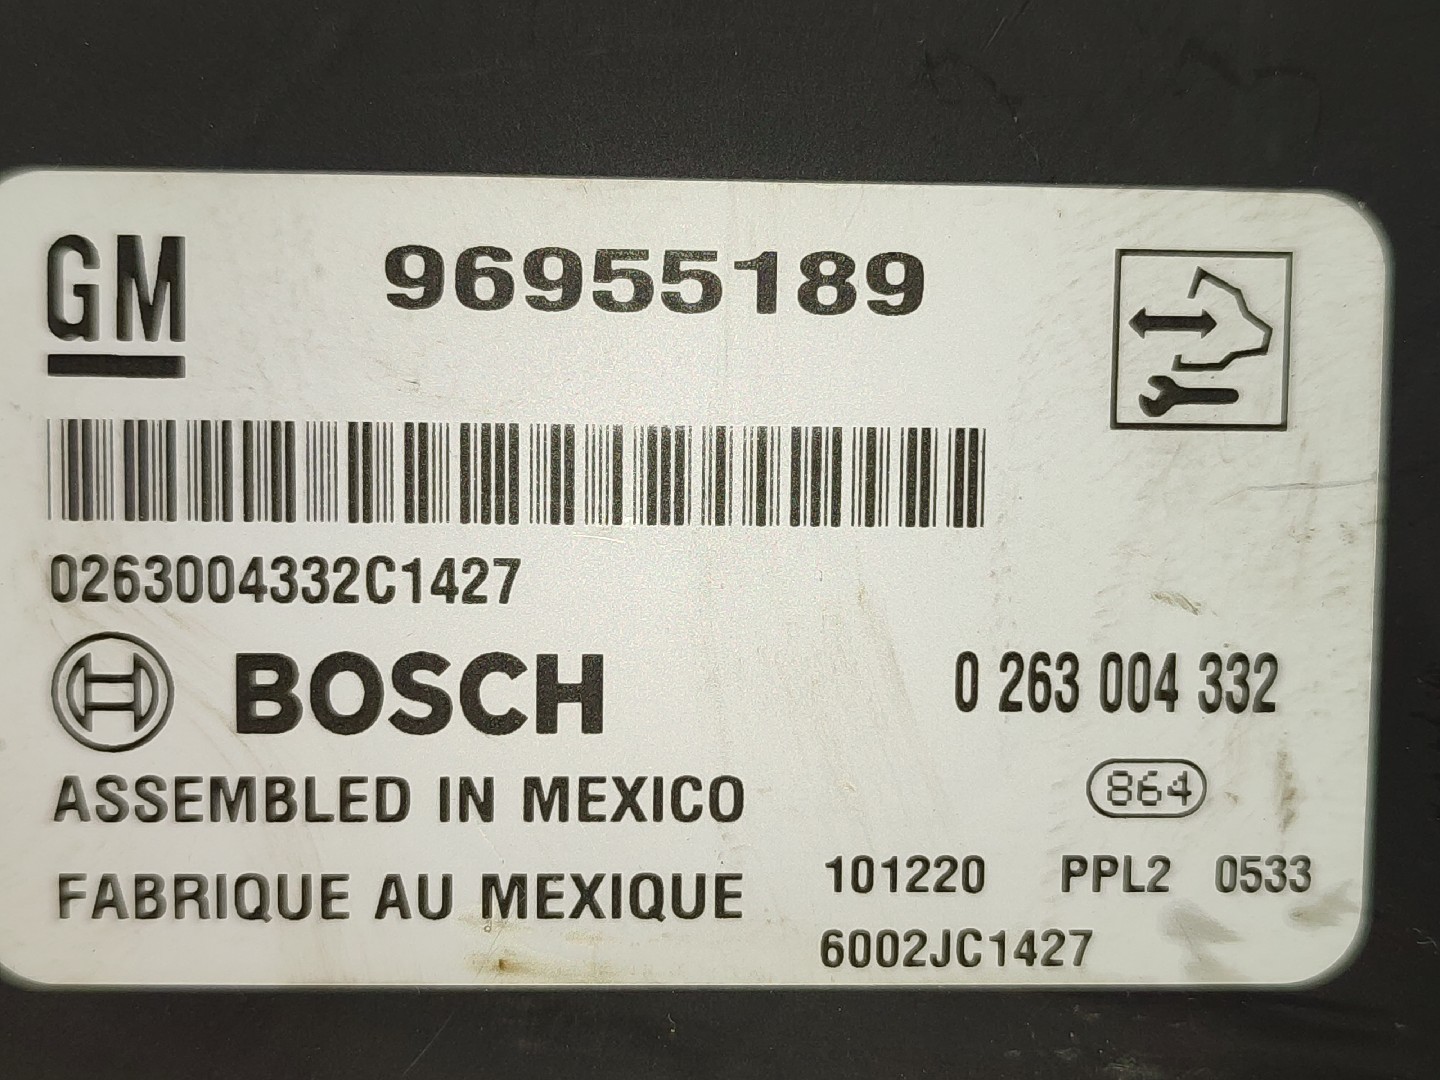 GM 96955189
0263004332C1427
BOSCH 0 263 004 332
ASSEMBLED IN MEXICO 864
FABRIQUE AU MEXIQUE 101220 PPL2 0533
6002JC1427